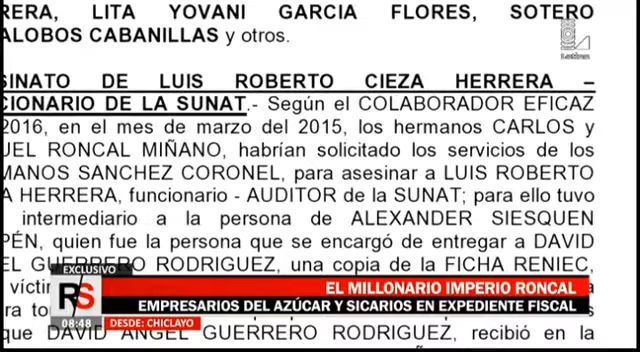 RERA, LITA YOVANI GARCIA FLORES, SOTERO
ALOBOS CABANILLAS y otros.
SINATO DE LUIS ROBERTO CIEZA HERRERA –
CIONARIO DE LA SUNAT.- Según el COLABORADOR EFICAZ
2016, en el mes de marzo del 2015, los hermanos CARLOS y
UEL RONCAL MIÑANO, habrían solicitado los servicios de los
MANOS SANCHEZ CORONEL, para asesinar a LUIS ROBERTO
A HERRERA, funcionario - AUDITOR de la SUNAT; para ello tuvo
intermediario a la persona de ALEXANDER SIESQUEN
PÉN, quien fue la persona que se encargó de entregar a DAVID
EL GUERRERO RODRIGUEZ, una copia de la FICHA RENIEC,
víctim
ra to
que DAVID ANGEL GUERRERO RODRIGUEZ, recibió en la
Latina
EXCLUSIVO
R/S
08:48
EL MILLONARIO IMPERIO RONCAL
EMPRESARIOS DEL AZÚCAR Y SICARIOS EN EXPEDIENTE FISCAL
DESDE: CHICLAYO